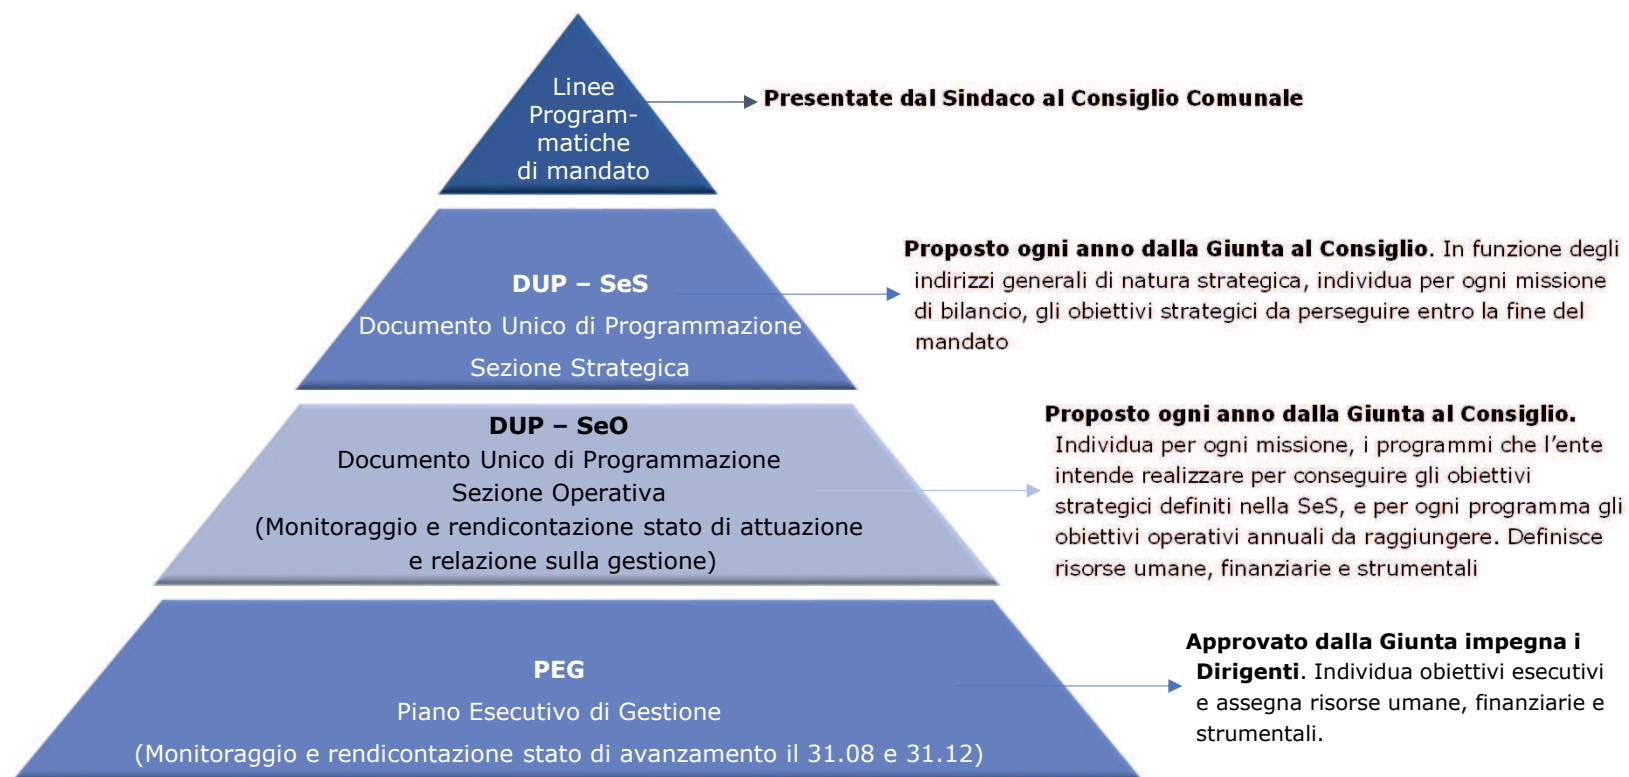 Linee
Program-
matiche
di mandato
Presentate dal Sindaco al Consiglio Comunale
DUP – SeS
Documento Unico di Programmazione
Sezione Strategica
Proposto ogni anno dalla Giunta al Consiglio. In funzione degli
indirizzi generali di natura strategica, individua per ogni missione
di bilancio, gli obiettivi strategici da perseguire entro la fine del
mandato
DUP – SeO
Documento Unico di Programmazione
Sezione Operativa
(Monitoraggio e rendicontazione stato di attuazione
e relazione sulla gestione)
Proposto ogni anno dalla Giunta al Consiglio.
Individua per ogni missione, i programmi che l’ente
intende realizzare per conseguire gli obiettivi
strategici definiti nella SeS, e per ogni programma gli
obiettivi operativi annuali da raggiungere. Definisce
risorse umane, finanziarie e strumentali
PEG
Piano Esecutivo di Gestione
(Monitoraggio e rendicontazione stato di avanzamento il 31.08 e 31.12)
Approvato dalla Giunta impegna i
Dirigenti. Individua obiettivi esecutivi
e assegna risorse umane, finanziarie e
strumentali.